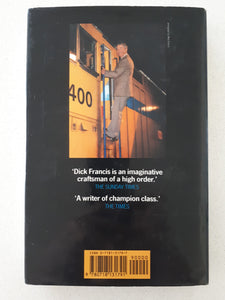 400
'Dick Francis is an imaginative
craftsman of a high order.'
THE SUNDAY TIMES
'A writer of champion class.'
THE TIMES
90000